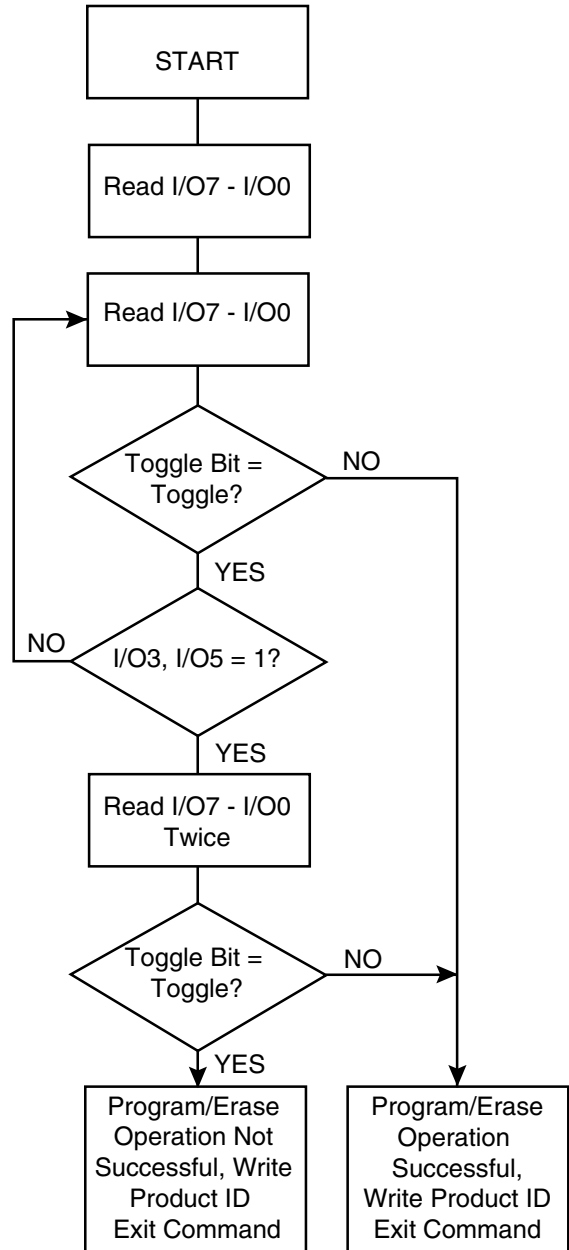 START
Read I/O7 - I/O0
Read I/O7 - I/O0
Toggle Bit =
Toggle?
NO
YES
NO
I/O3, I/O5 = 1?
YES
Read I/O7 - I/O0
Twice
Toggle Bit =
Toggle?
NO
YES
Program/Erase
Operation Not
Successful, Write
Product ID
Exit Command
Program/Erase
Operation
Successful,
Write Product ID
Exit Command